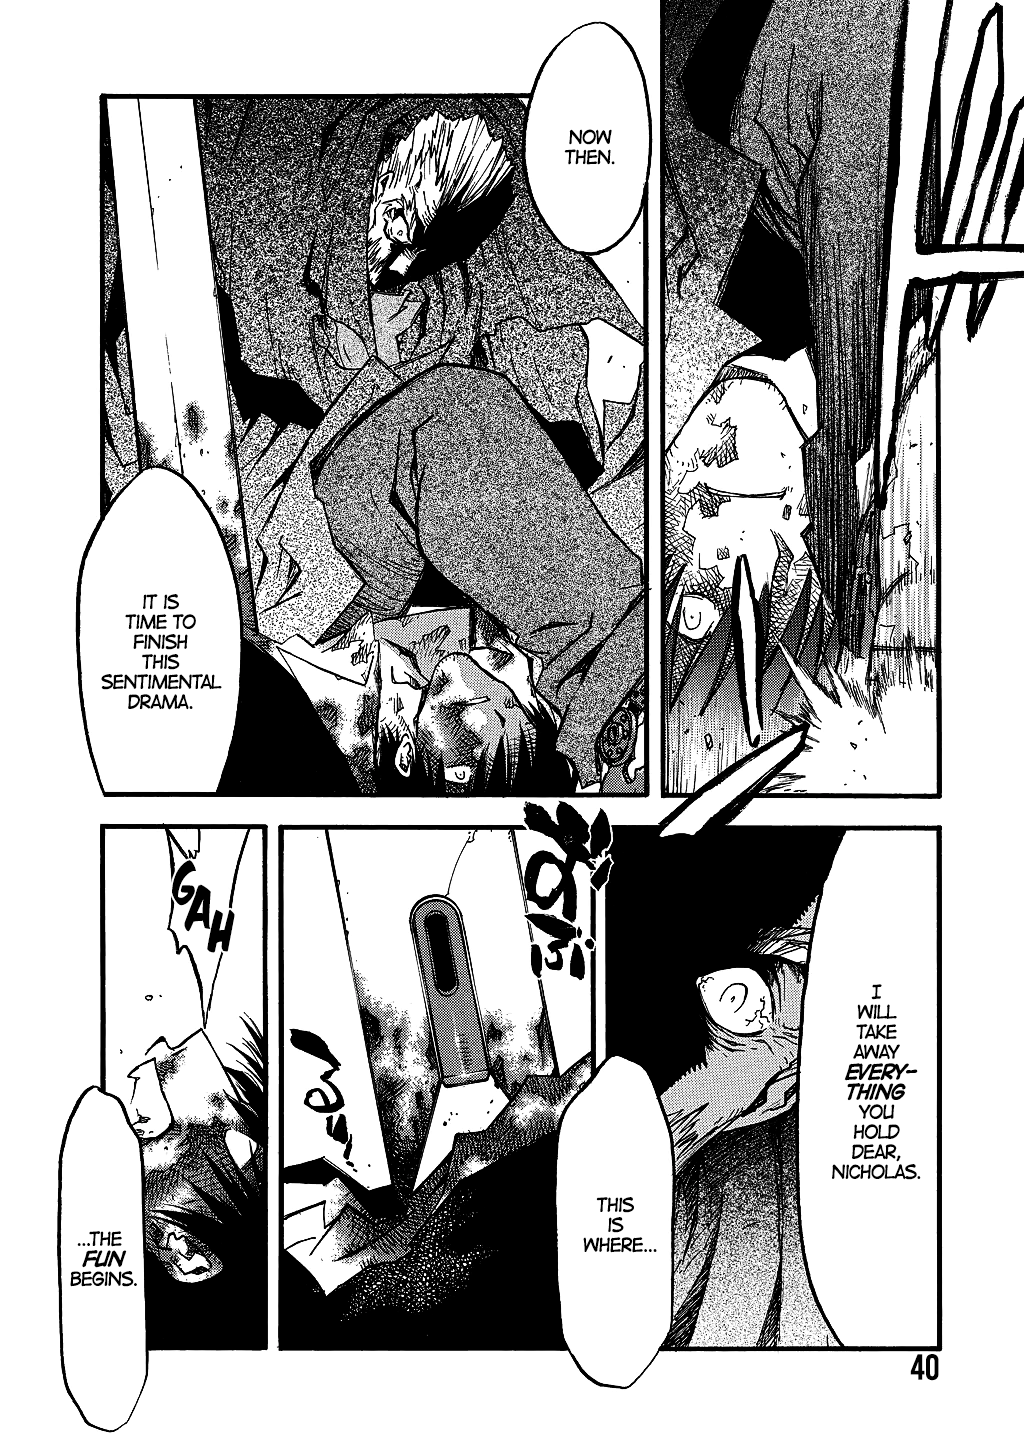 NOW
THEN.
IT IS
TIME TO
FINISH
THIS
SENTIMENTAL
DRAMA.
I
WILL
TAKE
AWAY
EVERY-
THING
YOU
HOLD
DEAR,
NICHOLAS.
THIS
IS
WHERE...
GAH
...THE
FUN
BEGINS.
40